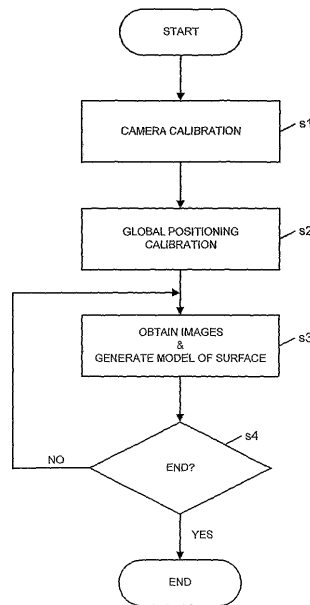 START
CAMERA CALIBRATION
s1
GLOBAL POSITIONING
CALIBRATION
s2
OBTAIN IMAGES
&
GENERATE MODEL OF SURFACE
s3
s4
END?
NO
YES
END